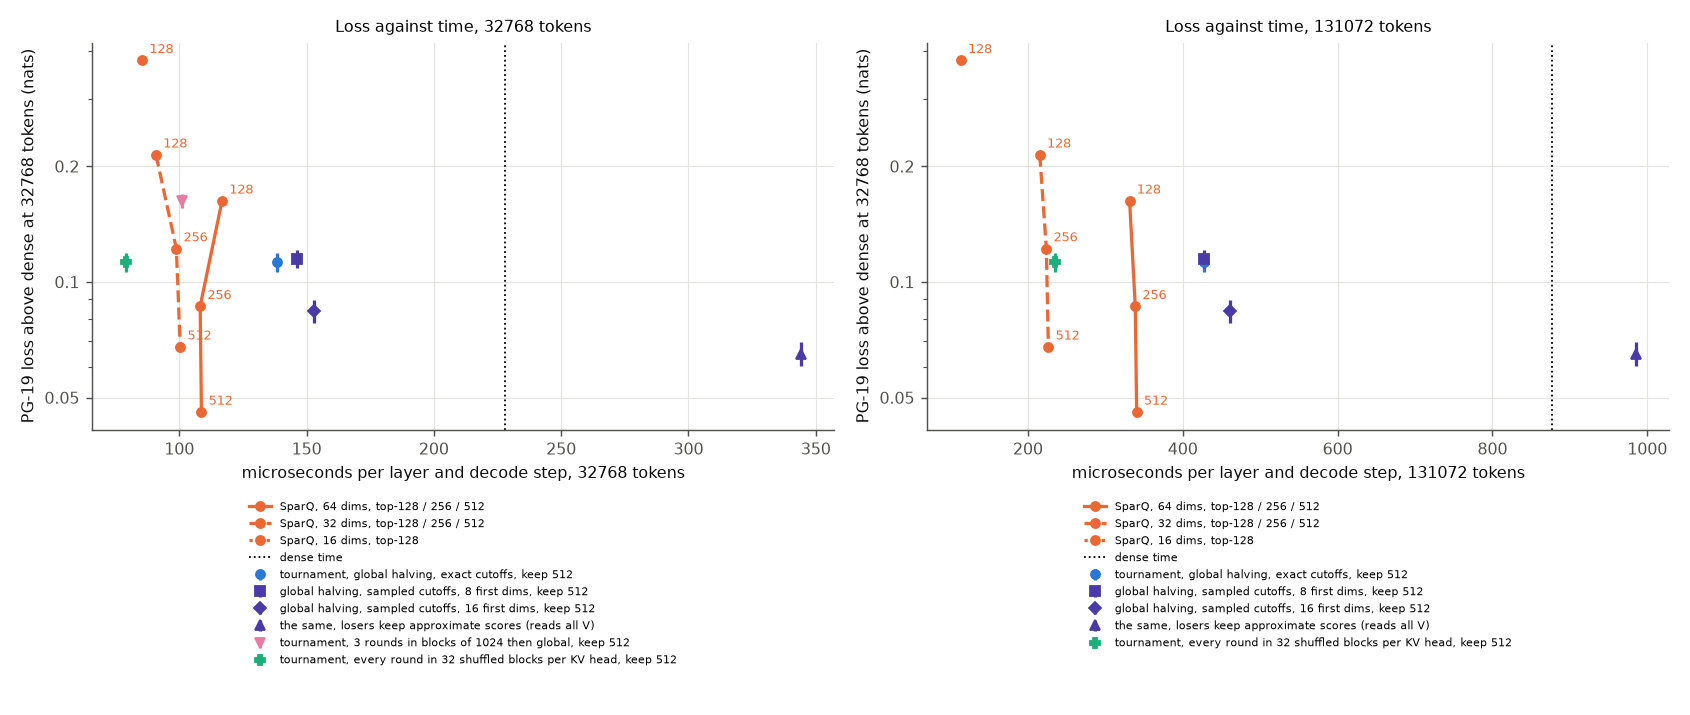 Loss against time, 32768 tokens
PG-19 loss above dense at 32768 tokens (nats)
0.2
0.1
0.05
128
128
128
256
256
512
512
100
150
200
250
300
350
microseconds per layer and decode step, 32768 tokens
SparQ, 64 dims, top-128 / 256 / 512
SparQ, 32 dims, top-128 / 256 / 512
SparQ, 16 dims, top-128
dense time
tournament, global halving, exact cutoffs, keep 512
global halving, sampled cutoffs, 8 first dims, keep 512
global halving, sampled cutoffs, 16 first dims, keep 512
the same, losers keep approximate scores (reads all V)
tournament, 3 rounds in blocks of 1024 then global, keep 512
tournament, every round in 32 shuffled blocks per KV head, keep 512
Loss against time, 131072 tokens
PG-19 loss above dense at 32768 tokens (nats)
0.2
0.1
0.05
128
128
128
256
256
512
512
200
400
600
800
1000
microseconds per layer and decode step, 131072 tokens
SparQ, 64 dims, top-128 / 256 / 512
SparQ, 32 dims, top-128 / 256 / 512
SparQ, 16 dims, top-128
dense time
tournament, global halving, exact cutoffs, keep 512
global halving, sampled cutoffs, 8 first dims, keep 512
global halving, sampled cutoffs, 16 first dims, keep 512
the same, losers keep approximate scores (reads all V)
tournament, every round in 32 shuffled blocks per KV head, keep 512